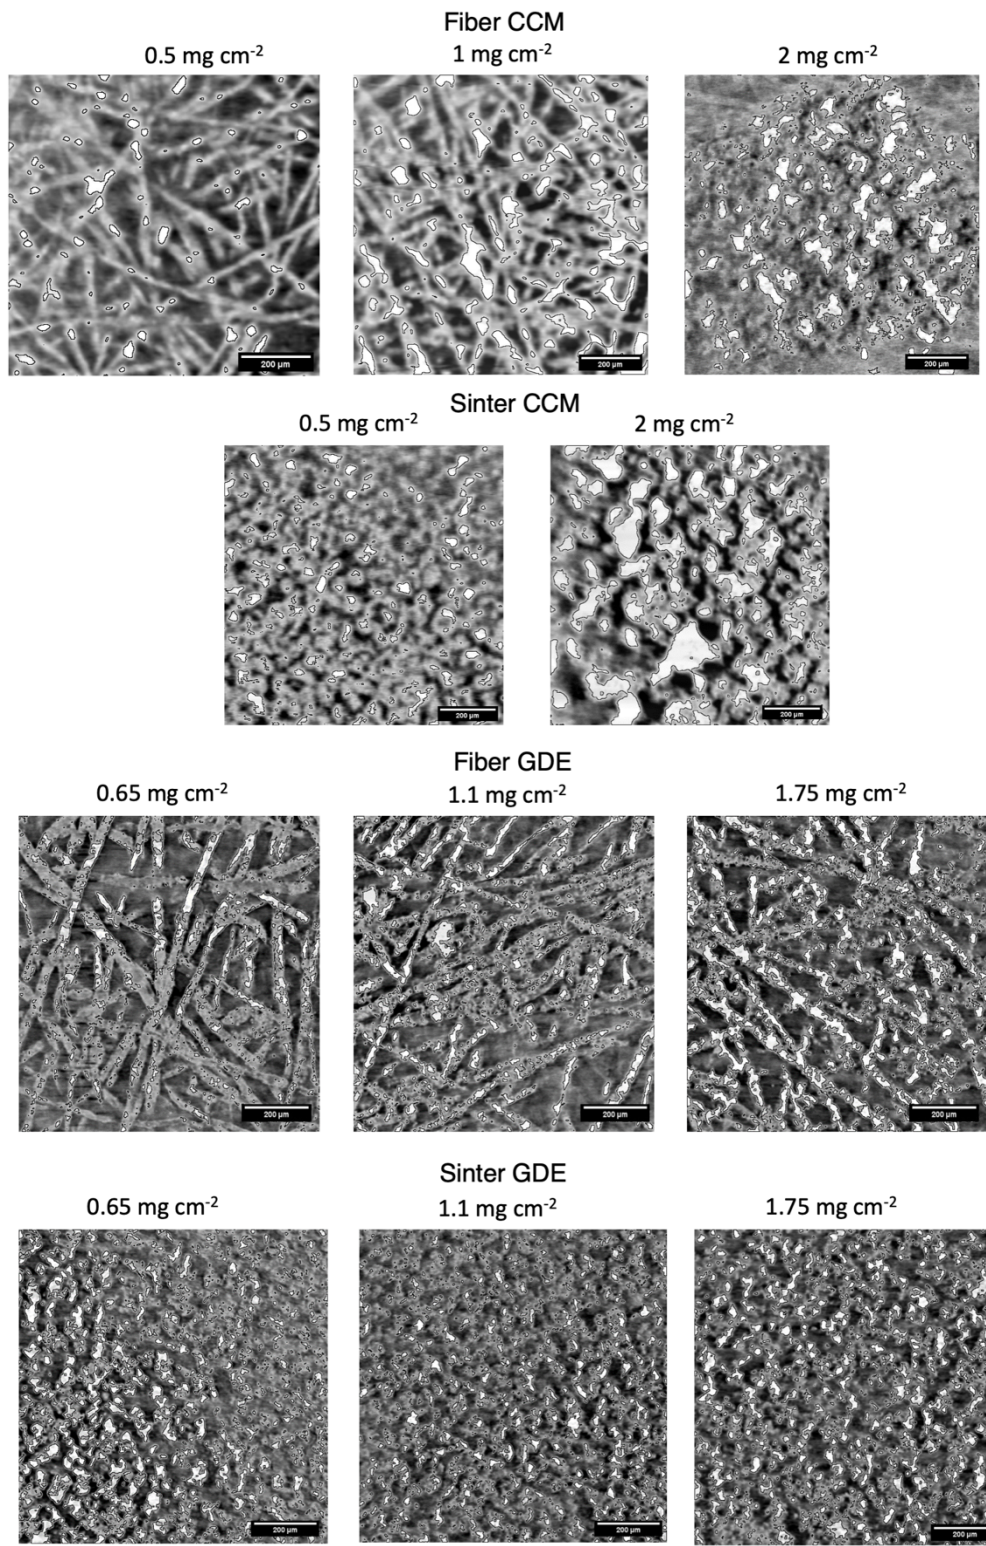 Fiber CCM
0.5 mg cm-2 1 mg cm-2 2 mg cm-2
200 µm 200 µm 200 µm
Sinter CCM
0.5 mg cm-2 2 mg cm-2
200 µm 200 µm
Fiber GDE
0.65 mg cm-2 1.1 mg cm-2 1.75 mg cm-2
200 µm 200 µm 200 µm
Sinter GDE
0.65 mg cm-2 1.1 mg cm-2 1.75 mg cm-2
200 µm 200 µm 200 µm